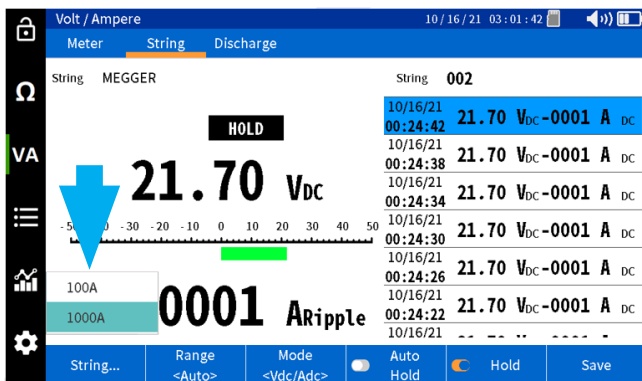 Volt / Ampere 10/16/21 03:01:42
Meter String Discharge
String MEGGER
String 002
HOLD
21.70 VDC
-20 -10 0 10 20 30 40 50
100A
1000A
0001 ARipple
10/16/21
00:24:42 21.70 VDC-0001 A DC
10/16/21
00:24:38 21.70 VDC-0001 A DC
10/16/21
00:24:34 21.70 VDC-0001 A DC
10/16/21
00:24:30 21.70 VDC-0001 A DC
10/16/21
00:24:26 21.70 VDC-0001 A DC
10/16/21
00:24:22 21.70 VDC-0001 A DC
10/16/21
Ω
VA
String...
Range
<Auto>
Mode
<Vdc/Adc>
Auto
Hold
Hold
Save